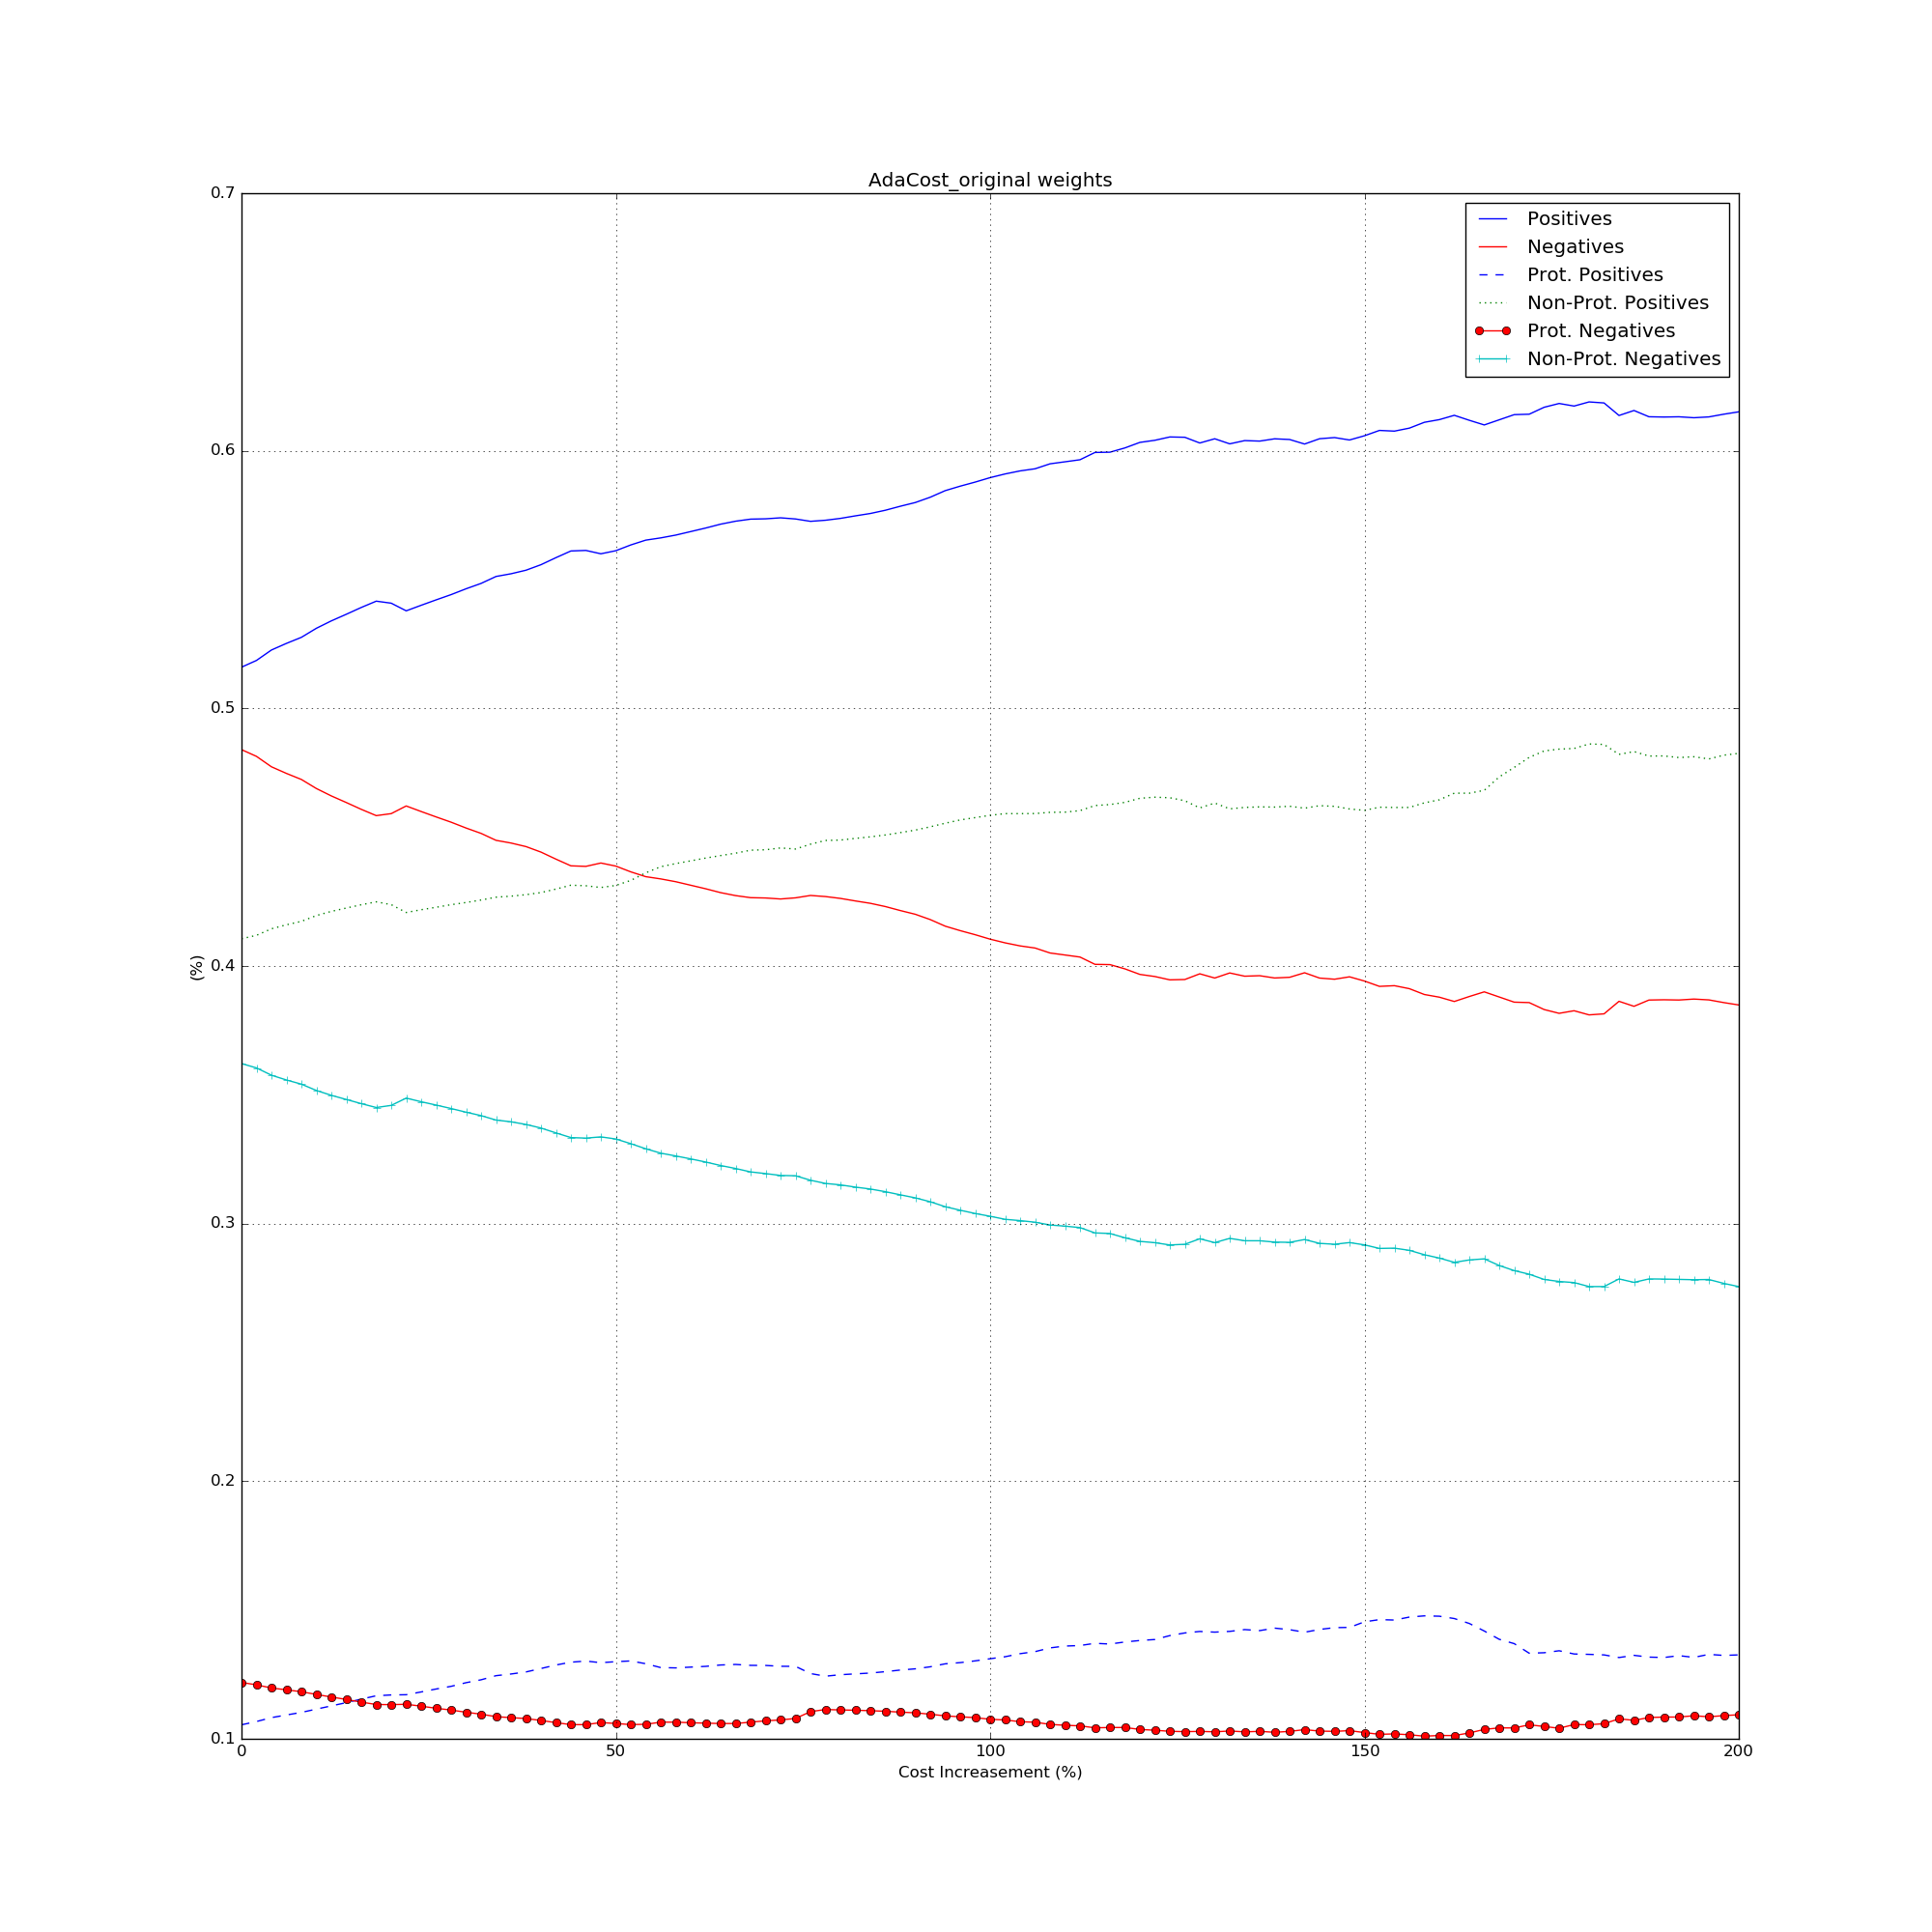 AdaCost_original weights
0.7
0.6
0.5
0.4
0.3
0.2
0.1
(%)
Positives
Negatives
Prot. Positives
Non-Prot. Positives
Prot. Negatives
Non-Prot. Negatives
0 50 100 150 200
Cost Increasement (%)